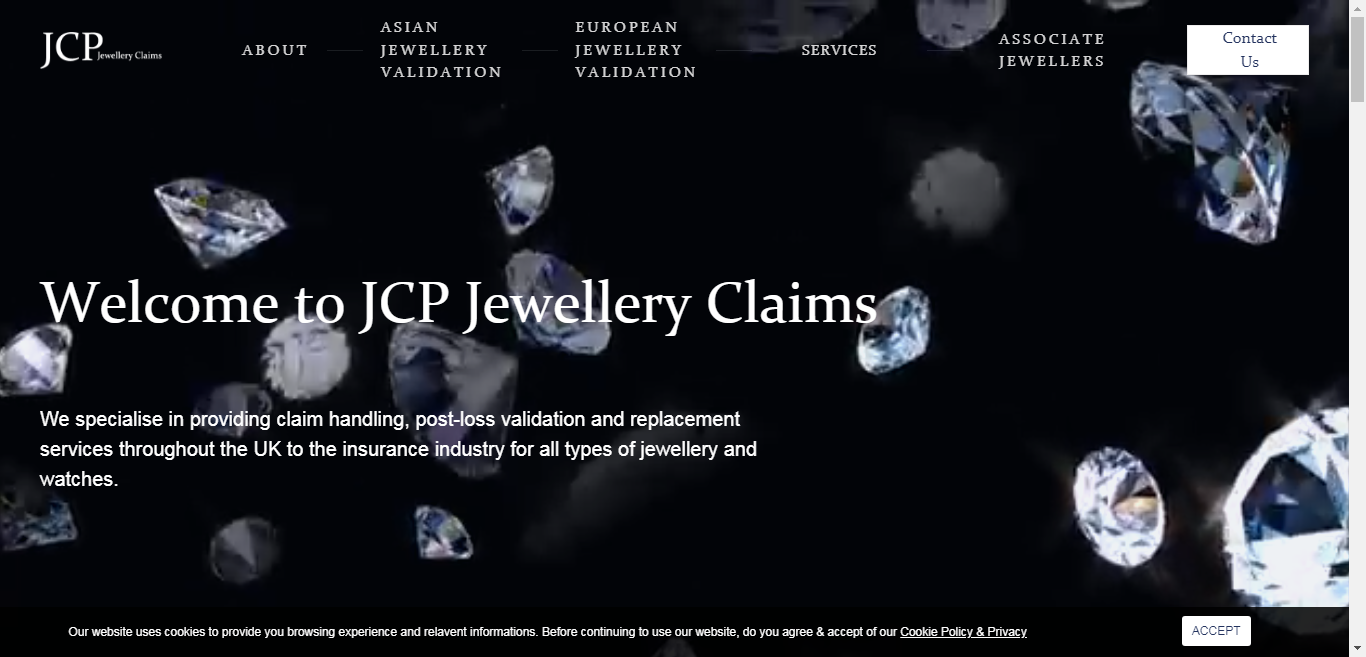 JCP Jewellery Claims
ABOUT
ASIAN
JEWELLERY
VALIDATION
EUROPEAN
JEWELLERY
VALIDATION
SERVICES
ASSOCIATE
JEWELLERS
Contact
Us
Welcome to JCP Jewellery Claims
We specialise in providing claim handling, post-loss validation and replacement
services throughout the UK to the insurance industry for all types of jewellery and
watches.
Our website uses cookies to provide you browsing experience and relavent informations. Before continuing to use our website, do you agree & accept of our Cookie Policy & Privacy
ACCEPT